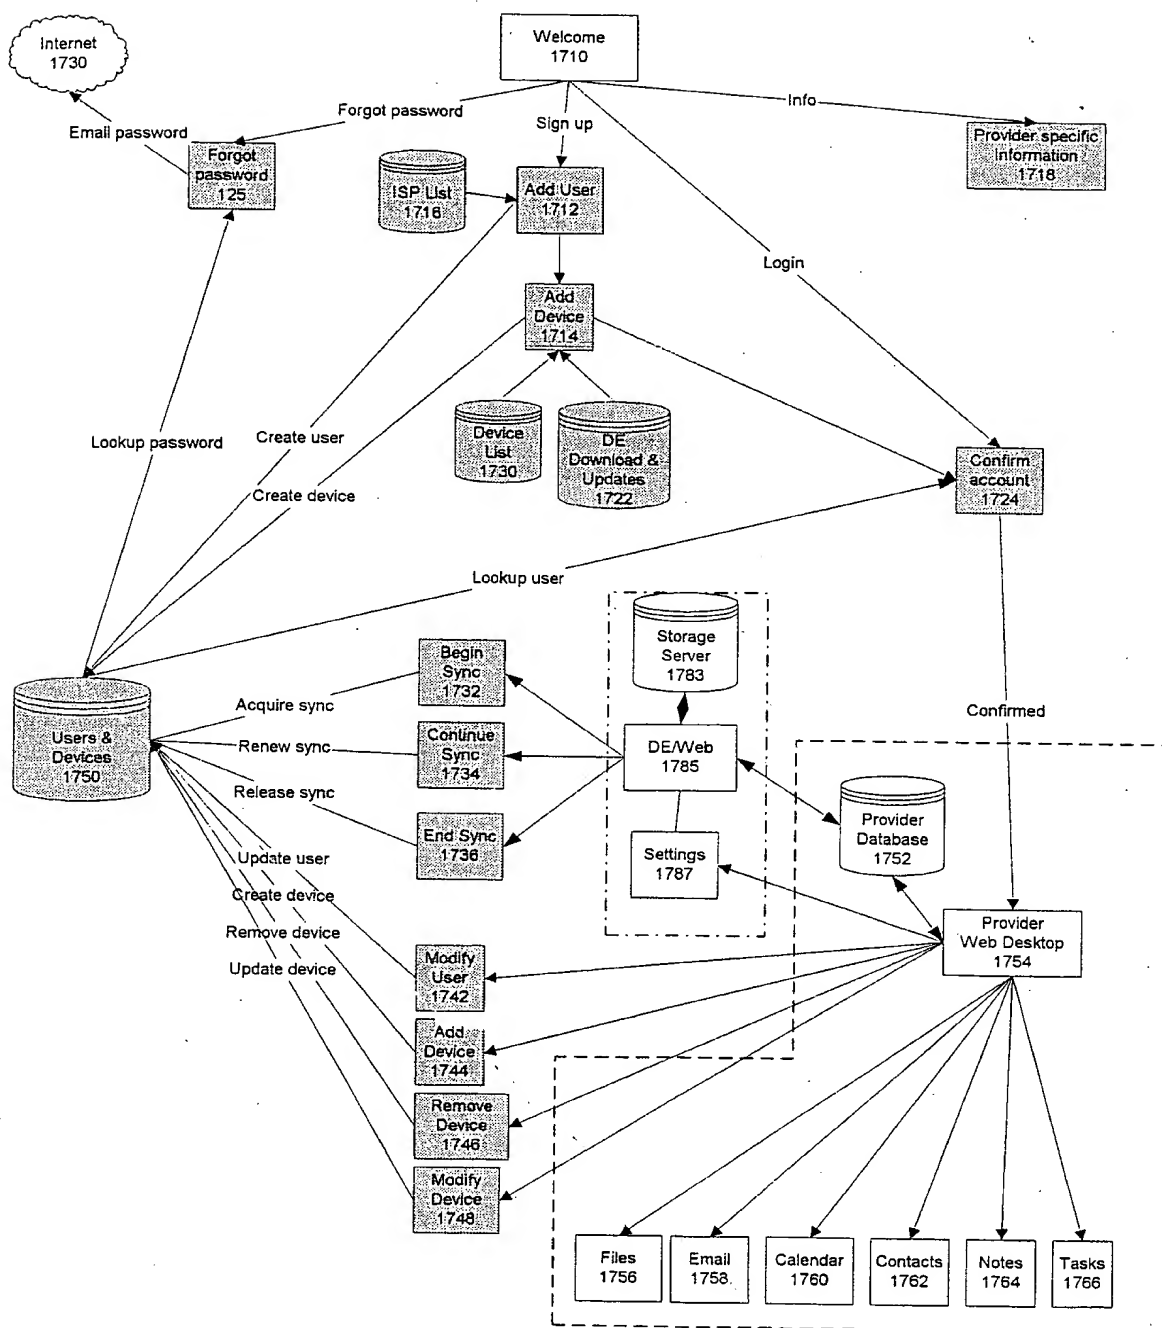 Internet
1730
Welcome
1710
Email password
Forgot password
Sign up
Info
Forgot
password
125
ISP List
1716
Add User
1712
Provider specific
Information
1718
Login
Add
Device
1714
Device
List
1730
DE
Download &
Updates
1722
Lookup password
Create user
Create device
Confirm
account
1724
Lookup user
Storage
Server
1783
Begin
Sync
1732
Acquire sync
Users &
Devices
1750
Renew sync
Continue
Sync
1734
DE/Web
1785
Confirmed
Release sync
End Sync
1736
Settings
1787
Provider
Database
1752
Update user
Create device
Remove device
Update device
Provider
Web Desktop
1754
Modify
User
1742
Add
Device
1744
Remove
Device
1746
Modify
Device
1748
Files
1756
Email
1758
Calendar
1760
Contacts
1762
Notes
1764
Tasks
1766